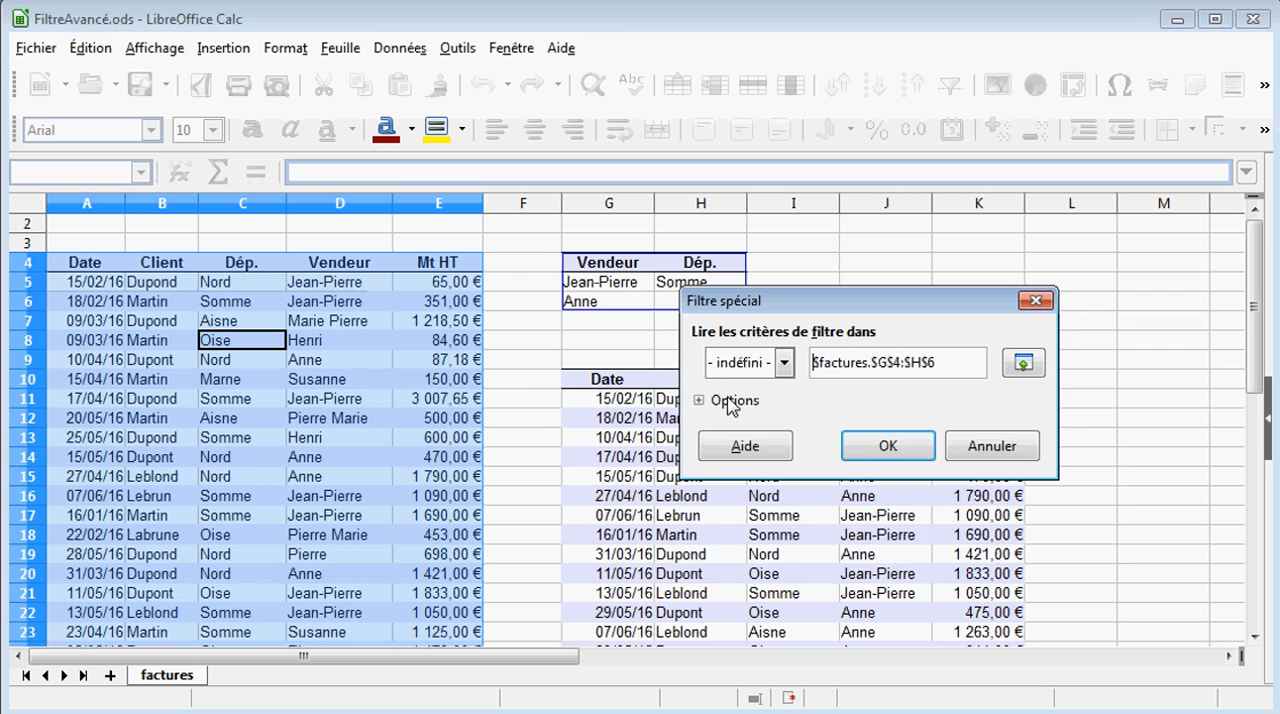 FiltreAvancé.ods - LibreOffice Calc
Fichier Édition Affichage Insertion Format Feuille Données Outils Fenêtre Aide
Arial 10
A B C D E F G H I J K L M
2
3
4 Date Client Dép. Vendeur Mt HT Vendeur Dép.
5 15/02/16 Dupond Nord Jean-Pierre 65,00 € Jean-Pierre Somme
6 18/02/16 Martin Somme Jean-Pierre 351,00 € Anne
7 09/03/16 Dupond Aisne Marie Pierre 1 218,50 €
8 09/03/16 Martin Oise Henri 84,60 €
9 10/04/16 Dupont Nord Anne 87,18 €
10 15/04/16 Martin Marne Susanne 150,00 € Date
11 17/04/16 Dupond Somme Jean-Pierre 3 007,65 € 15/02/16
12 20/05/16 Martin Aisne Pierre Marie 500,00 € 18/02/16
13 25/05/16 Dupond Somme Henri 600,00 € 10/04/16
14 15/05/16 Dupont Nord Anne 470,00 € 17/04/16
15 27/04/16 Leblond Nord Anne 1 790,00 € 15/05/16
16 07/06/16 Lebrun Somme Jean-Pierre 1 090,00 € 27/04/16 Leblond Nord Anne 1 790,00 €
17 16/01/16 Martin Somme Jean-Pierre 1 690,00 € 07/06/16 Lebrun Somme Jean-Pierre 1 090,00 €
18 22/02/16 Labrune Oise Pierre Marie 453,00 € 16/01/16 Martin Somme Jean-Pierre 1 690,00 €
19 28/05/16 Dupond Nord Pierre 698,00 € 31/03/16 Dupond Nord Anne 1 421,00 €
20 31/03/16 Dupond Nord Anne 1 421,00 € 11/05/16 Dupont Oise Jean-Pierre 1 833,00 €
21 11/05/16 Dupont Oise Jean-Pierre 1 833,00 € 13/05/16 Leblond Somme Jean-Pierre 1 050,00 €
22 13/05/16 Leblond Somme Jean-Pierre 1 050,00 € 29/05/16 Dupont Oise Anne 475,00 €
23 23/04/16 Martin Somme Susanne 1 125,00 € 07/06/16 Leblond Aisne Anne 1 263,00 €
Filtre spécial
Lire les critères de filtre dans
- indéfini - $factures.$G$4:$H$6
Options
Aide OK Annuler
factures